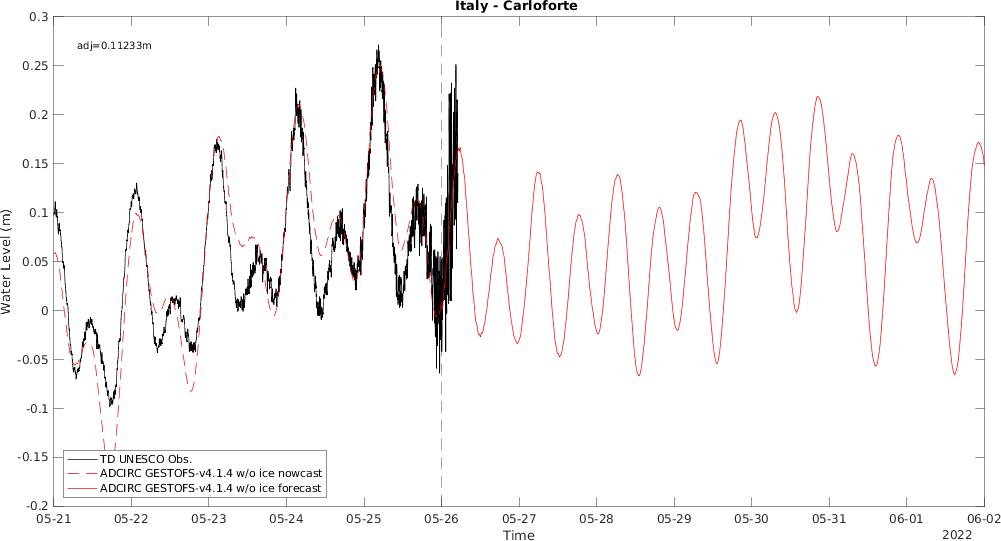 Italy - Carloforte
adj=0.11233m
0.3
0.25
0.2
0.15
0.1
0.05
0
-0.05
-0.1
-0.15
-0.2
Water Level (m)
TD UNESCO Obs.
ADCIRC GESTOFS-v4.1.4 w/o ice nowcast
ADCIRC GESTOFS-v4.1.4 w/o ice forecast
05-21 05-22 05-23 05-24 05-25 05-26 05-27 05-28 05-29 05-30 05-31 06-01 06-02
Time
2022